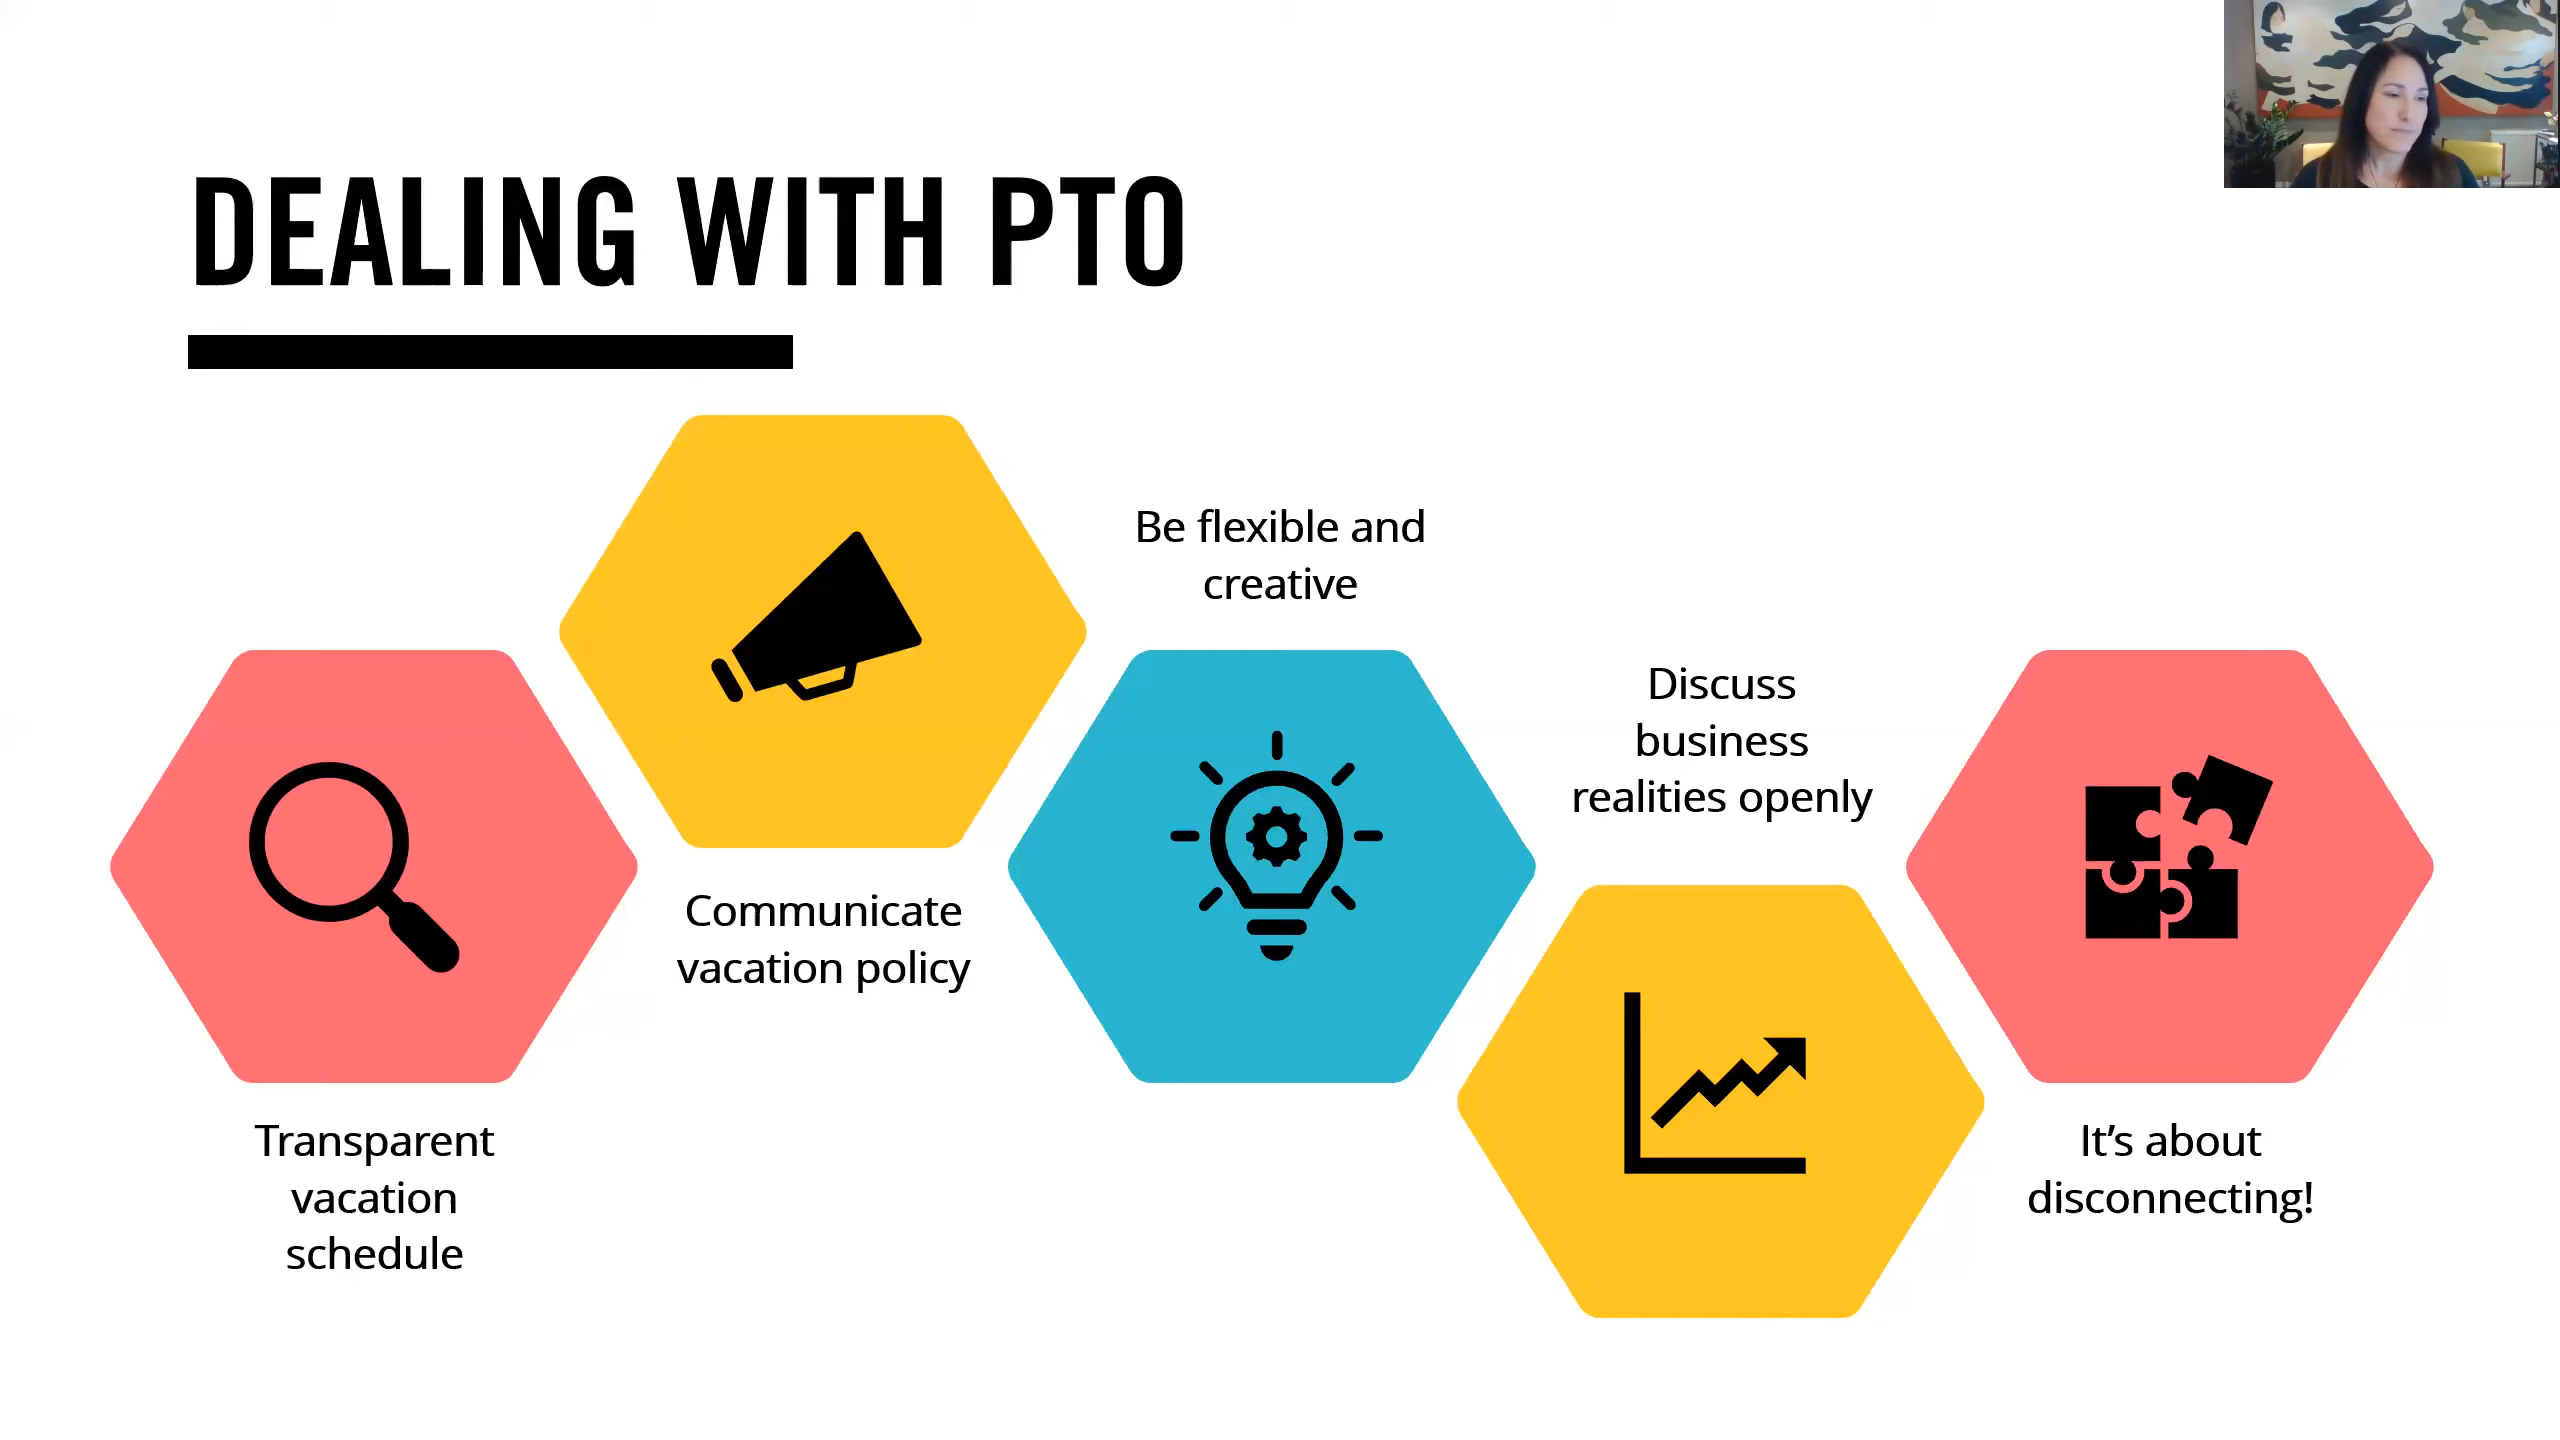 DEALING WITH PTO
Transparent
vacation
schedule
Communicate
vacation policy
Be flexible and
creative
Discuss
business
realities openly
It’s about
disconnecting!